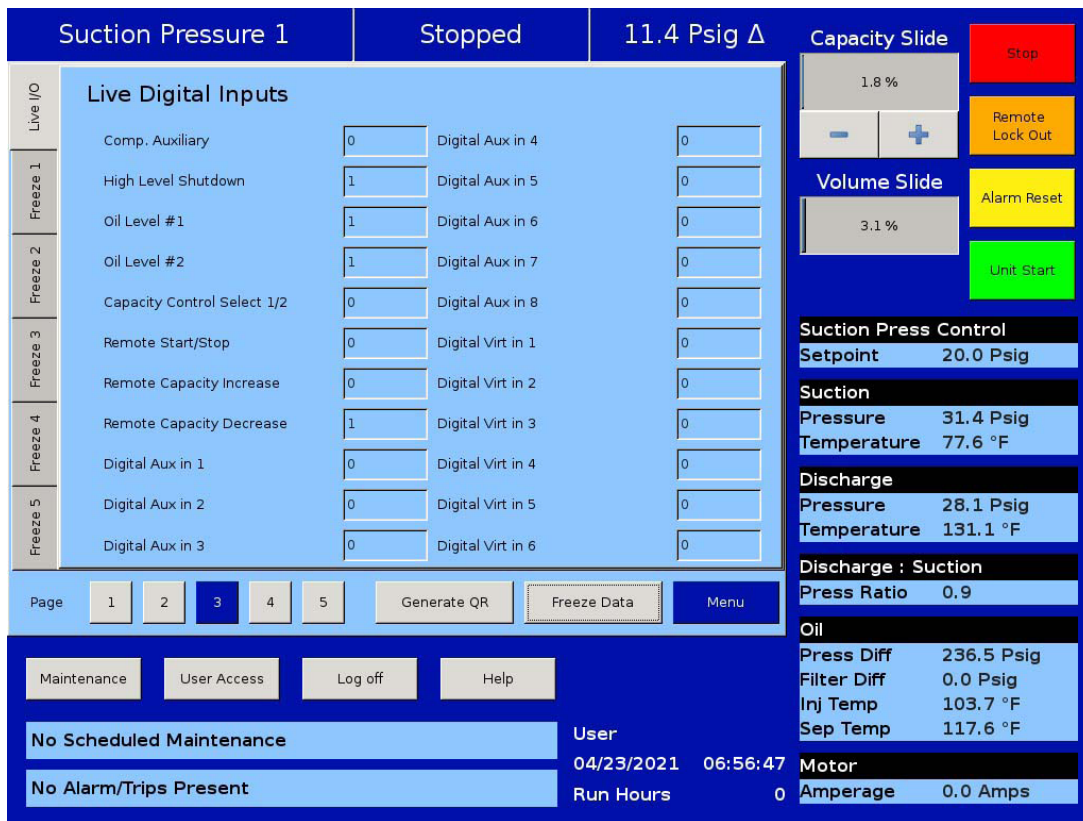 Suction Pressure 1 Stopped 11.4 Psig Δ
Live I/O
Freeze 1
Freeze 2
Freeze 3
Freeze 4
Freeze 5
Live Digital Inputs
Comp. Auxiliary 0 Digital Aux in 4 0
High Level Shutdown 1 Digital Aux in 5 0
Oil Level #1 1 Digital Aux in 6 0
Oil Level #2 1 Digital Aux in 7 0
Capacity Control Select 1/2 0 Digital Aux in 8 0
Remote Start/Stop 0 Digital Virt in 1 0
Remote Capacity Increase 0 Digital Virt in 2 0
Remote Capacity Decrease 1 Digital Virt in 3 0
Digital Aux in 1 0 Digital Virt in 4 0
Digital Aux in 2 0 Digital Virt in 5 0
Digital Aux in 3 0 Digital Virt in 6 0
Page 1 2 3 4 5 Generate QR Freeze Data Menu
Maintenance User Access Log off Help
No Scheduled Maintenance
No Alarm/Trips Present
User
04/23/2021 06:56:47
Run Hours 0
Capacity Slide
1.8 %
− +
Volume Slide
3.1 %
Stop
Remote
Lock Out
Alarm Reset
Unit Start
Suction Press Control
Setpoint 20.0 Psig
Suction
Pressure 31.4 Psig
Temperature 77.6 °F
Discharge
Pressure 28.1 Psig
Temperature 131.1 °F
Discharge : Suction
Press Ratio 0.9
Oil
Press Diff 236.5 Psig
Filter Diff 0.0 Psig
Inj Temp 103.7 °F
Sep Temp 117.6 °F
Motor
Amperage 0.0 Amps